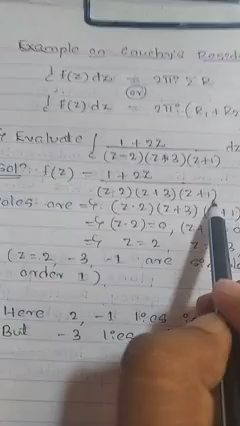 Example on Cauchy's Resid
∫ f(z) dz = 2πi Σ R
(or)
∫ f(z) dz = 2πi (R₁ + R₂
Evaluate ∫ 1+2z / (z-2)(z+3)(z+1) dz
Sol? f(z) = 1+2z / (z-2)(z+3)(z+1)
Poles are => (z-2)(z+3)(z+1)
=> (z-2)=0, (z+
=> z=2, z
(z=2, -3, -1 are
order 1).
Here 2, -1 lies
But -3 lies